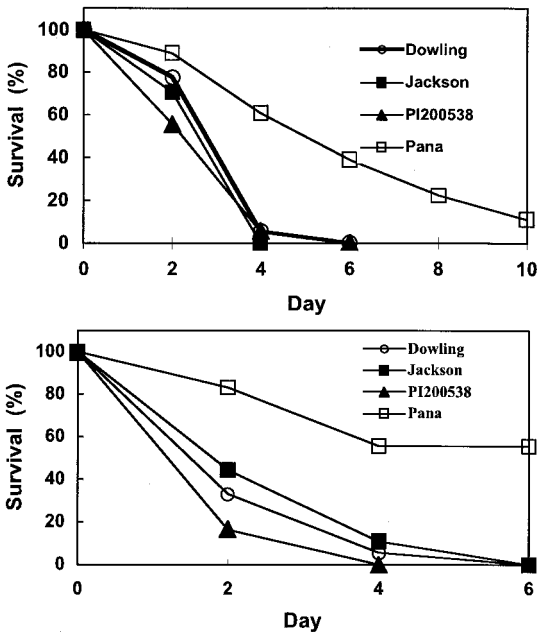 100
80
60
40
20
0
Survival (%)
Dowling
Jackson
PI200538
Pana
0 2 4 6 8 10
Day
100
80
60
40
20
0
Survival (%)
Dowling
Jackson
PI200538
Pana
0 2 4 6
Day